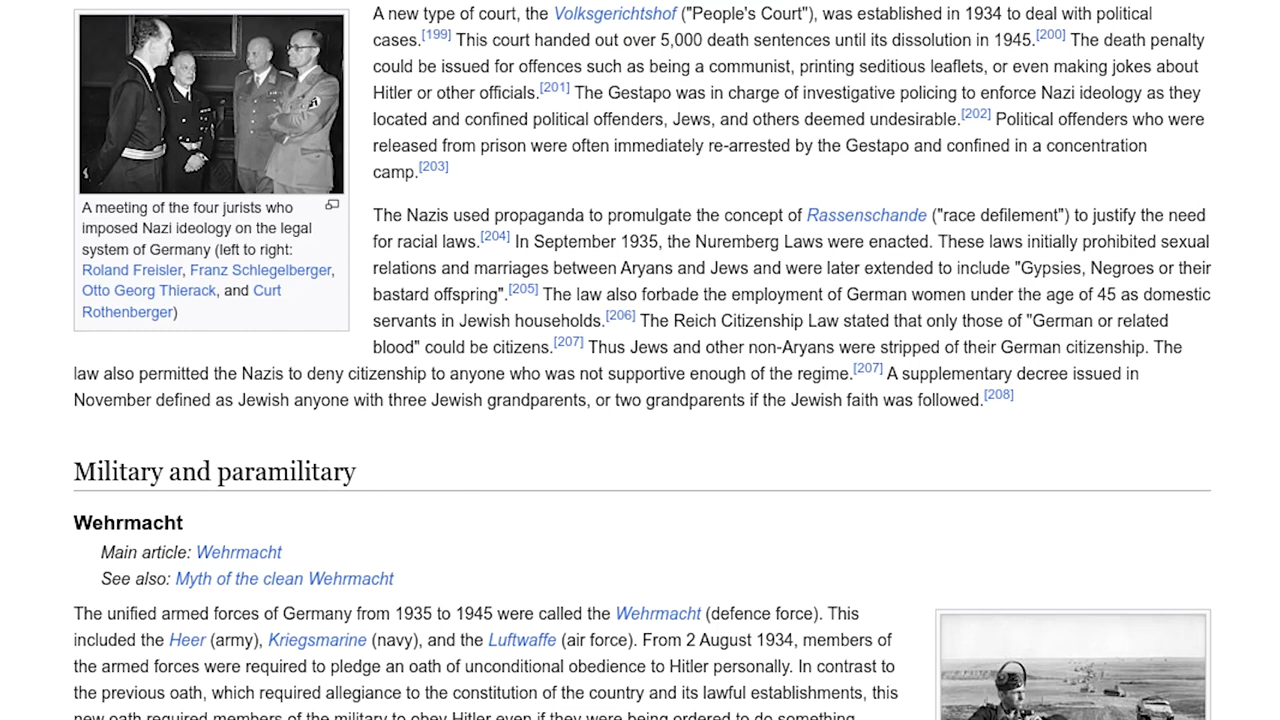 A new type of court, the Volksgerichtshof ("People's Court"), was established in 1934 to deal with political
cases.[199] This court handed out over 5,000 death sentences until its dissolution in 1945.[200] The death penalty
could be issued for offences such as being a communist, printing seditious leaflets, or even making jokes about
Hitler or other officials.[201] The Gestapo was in charge of investigative policing to enforce Nazi ideology as they
located and confined political offenders, Jews, and others deemed undesirable.[202] Political offenders who were
released from prison were often immediately re-arrested by the Gestapo and confined in a concentration
camp.[203]
A meeting of the four jurists who
imposed Nazi ideology on the legal
system of Germany (left to right:
Roland Freisler, Franz Schlegelberger,
Otto Georg Thierack, and Curt
Rothenberger)
The Nazis used propaganda to promulgate the concept of Rassenschande ("race defilement") to justify the need
for racial laws.[204] In September 1935, the Nuremberg Laws were enacted. These laws initially prohibited sexual
relations and marriages between Aryans and Jews and were later extended to include "Gypsies, Negroes or their
bastard offspring".[205] The law also forbade the employment of German women under the age of 45 as domestic
servants in Jewish households.[206] The Reich Citizenship Law stated that only those of "German or related
blood" could be citizens.[207] Thus Jews and other non-Aryans were stripped of their German citizenship. The
law also permitted the Nazis to deny citizenship to anyone who was not supportive enough of the regime.[207] A supplementary decree issued in
November defined as Jewish anyone with three Jewish grandparents, or two grandparents if the Jewish faith was followed.[208]
Military and paramilitary
Wehrmacht
Main article: Wehrmacht
See also: Myth of the clean Wehrmacht
The unified armed forces of Germany from 1935 to 1945 were called the Wehrmacht (defence force). This
included the Heer (army), Kriegsmarine (navy), and the Luftwaffe (air force). From 2 August 1934, members of
the armed forces were required to pledge an oath of unconditional obedience to Hitler personally. In contrast to
the previous oath, which required allegiance to the constitution of the country and its lawful establishments, this
new oath required members of the military to obey Hitler even if they were being ordered to do something